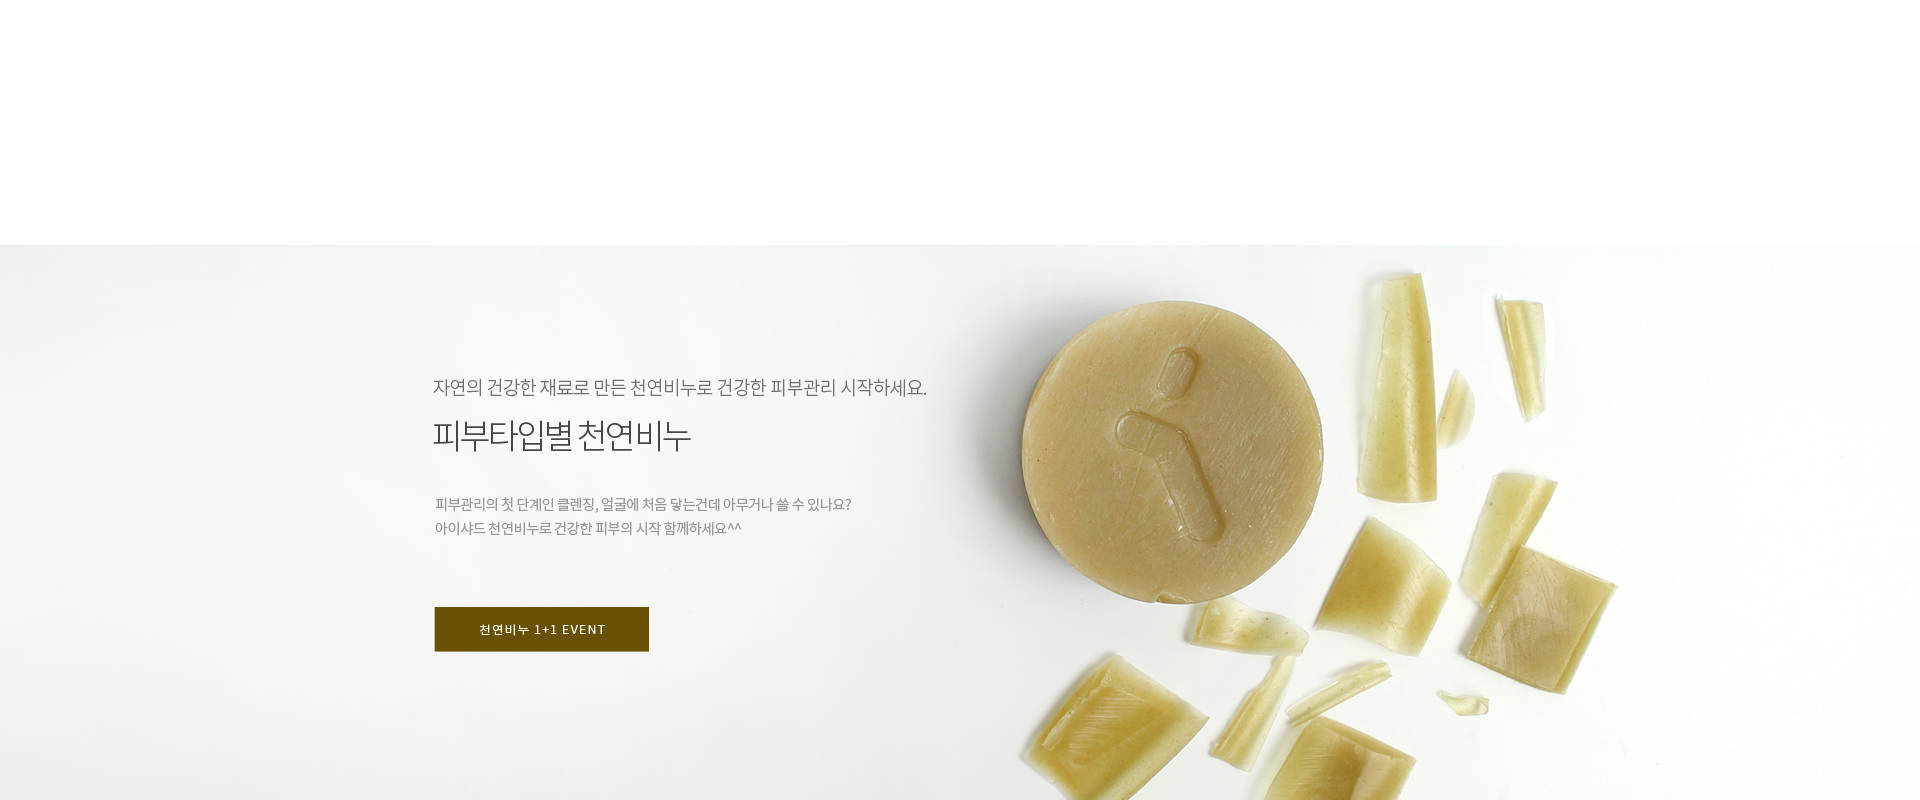 자연의 건강한 재료로 만든 천연비누로 건강한 피부관리 시작하세요.
피부타입별 천연비누
피부관리의 첫 단계인 클렌징, 얼굴에 처음 닿는건데 아무거나 쓸 수 있나요?
아이샤드 천연비누로 건강한 피부의 시작 함께하세요^^
천연비누 1+1 EVENT